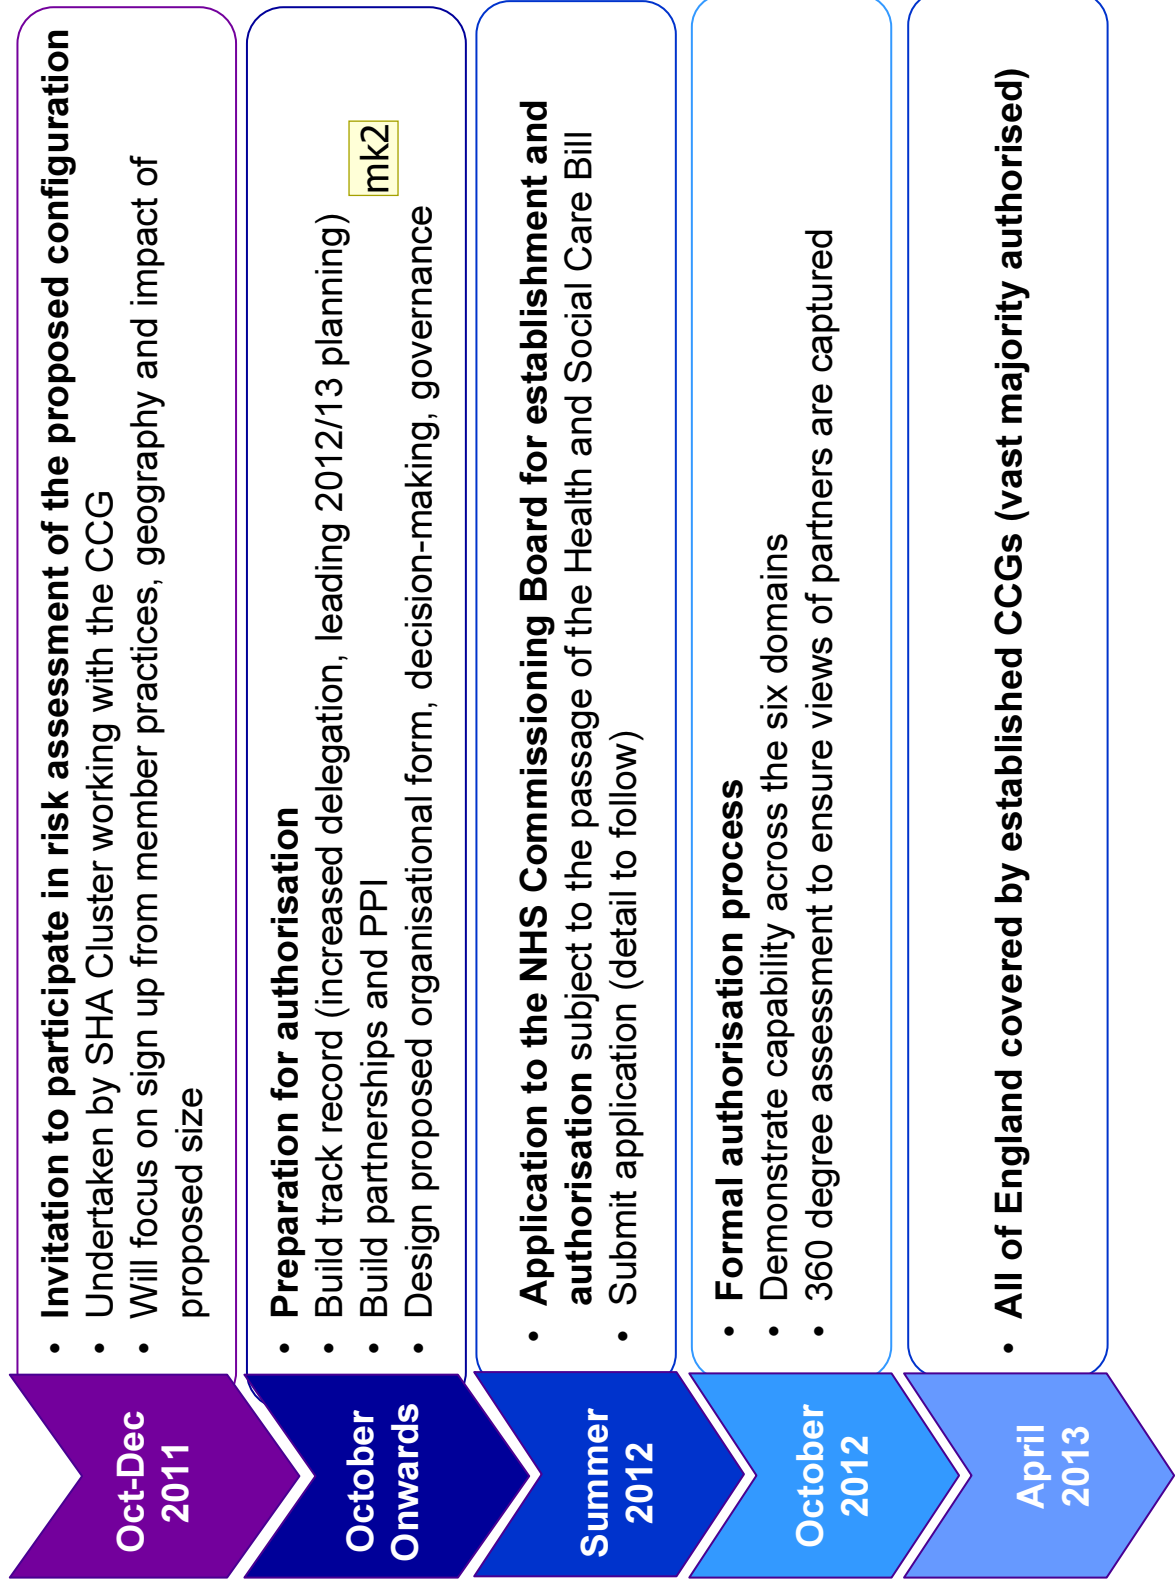 Oct-Dec
2011
• Invitation to participate in risk assessment of the proposed configuration
• Undertaken by SHA Cluster working with the CCG
• Will focus on sign up from member practices, geography and impact of
proposed size
October
Onwards
• Preparation for authorisation
• Build track record (increased delegation, leading 2012/13 planning)
• Build partnerships and PPI
mk2
• Design proposed organisational form, decision-making, governance
Summer
2012
• Application to the NHS Commissioning Board for establishment and
authorisation subject to the passage of the Health and Social Care Bill
• Submit application (detail to follow)
October
2012
• Formal authorisation process
• Demonstrate capability across the six domains
• 360 degree assessment to ensure views of partners are captured
April
2013
• All of England covered by established CCGs (vast majority authorised)